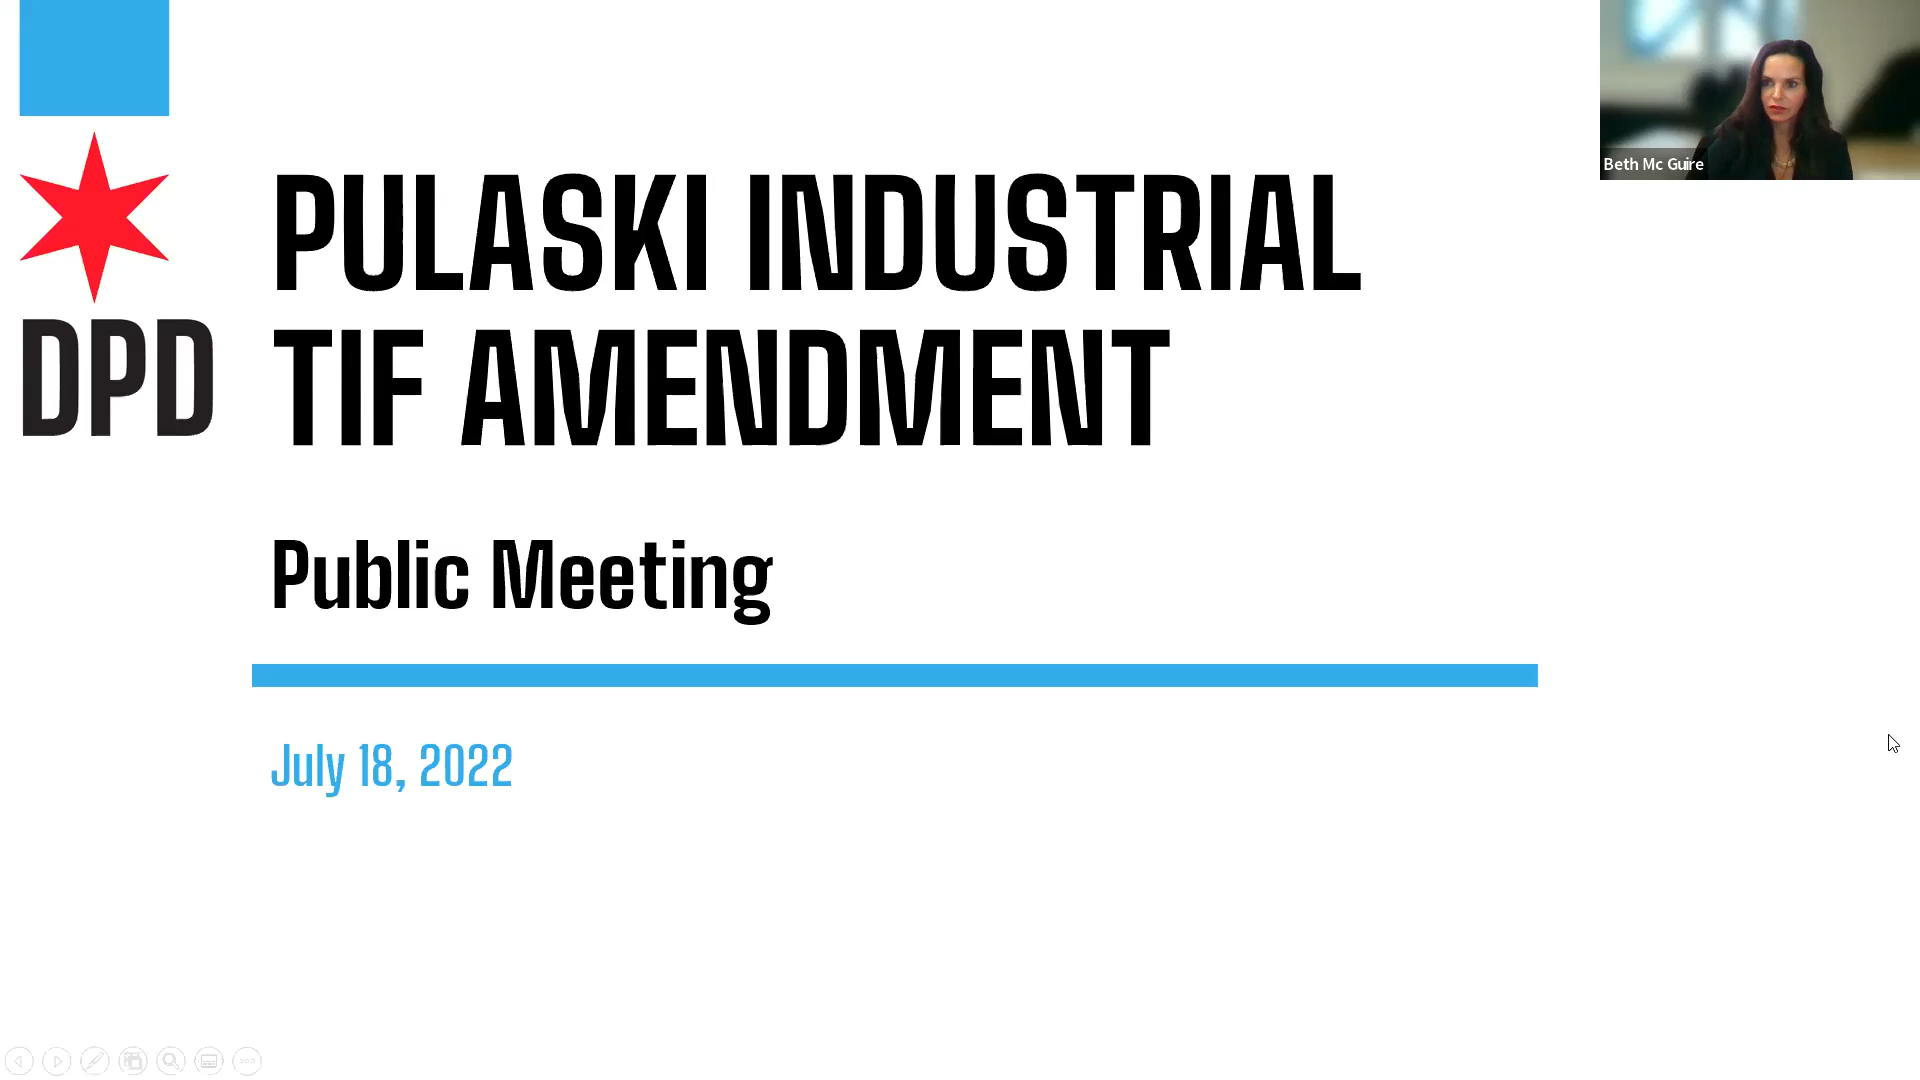 PULASKI INDUSTRIAL
TIF AMENDMENT
DPD
Public Meeting
July 18, 2022
Beth Mc Guire